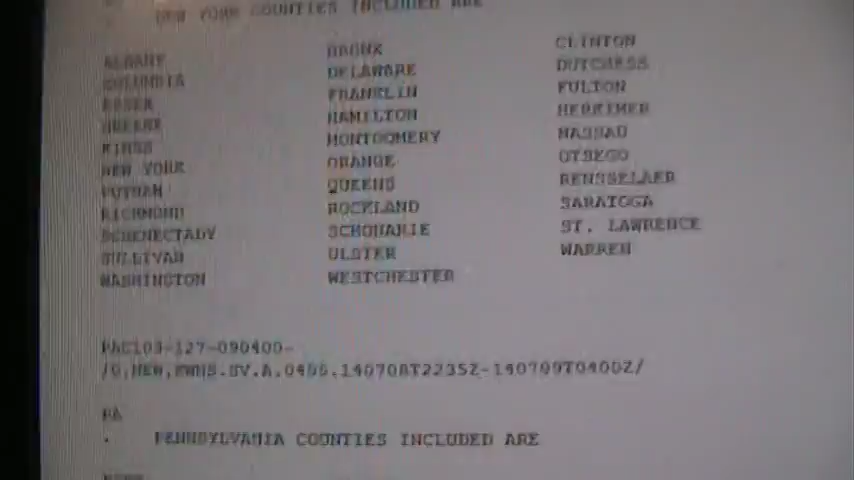 . NEW YORK COUNTIES INCLUDED ARE
ALBANY BRONX CLINTON
COLUMBIA DELAWARE DUTCHESS
ESSEX FRANKLIN FULTON
GREENE HAMILTON HERKIMER
KINGS MONTGOMERY NASSAU
NEW YORK ORANGE OTSEGO
PUTNAM QUEENS RENSSELAER
RICHMOND ROCKLAND SARATOGA
SCHENECTADY SCHOHARIE ST. LAWRENCE
SULLIVAN ULSTER WARREN
WASHINGTON WESTCHESTER
PAC103-127-090400-
/O.NEW.KWNS.SV.A.0406.140708T2235Z-140709T0400Z/
PA
. PENNSYLVANIA COUNTIES INCLUDED ARE